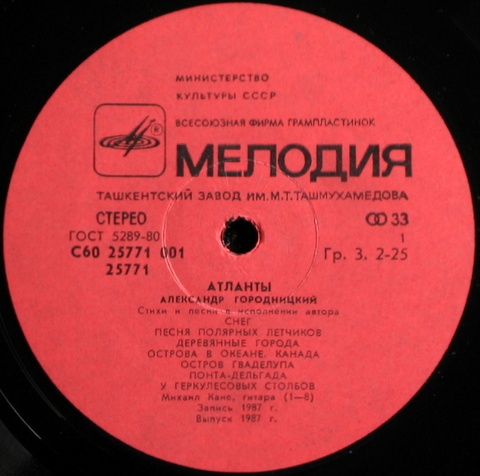 МИНИСТЕРСТВО
КУЛЬТУРЫ СССР
ВСЕСОЮЗНАЯ ФИРМА ГРАМПЛАСТИНОК
®
МЕЛОДИЯ
ТАШКЕНТСКИЙ ЗАВОД ИМ. М.Т.ТАШМУХАМЕДОВА
СТЕРЕО 33
ГОСТ 5289-80 1
С60 25771 001 Гр. 3. 2-25
25771
АТЛАНТЫ
АЛЕКСАНДР ГОРОДНИЦКИЙ
Стихи и песни в исполнении автора
СНЕГ
ПЕСНЯ ПОЛЯРНЫХ ЛЕТЧИКОВ
ДЕРЕВЯННЫЕ ГОРОДА
ОСТРОВА В ОКЕАНЕ. КАНАДА
ОСТРОВ ГВАДЕЛУПА
ПОНТА-ДЕЛЬГАДА
У ГЕРКУЛЕСОВЫХ СТОЛБОВ
Михаил Кане, гитара (1—8)
Запись 1987 г.
Выпуск 1987 г.